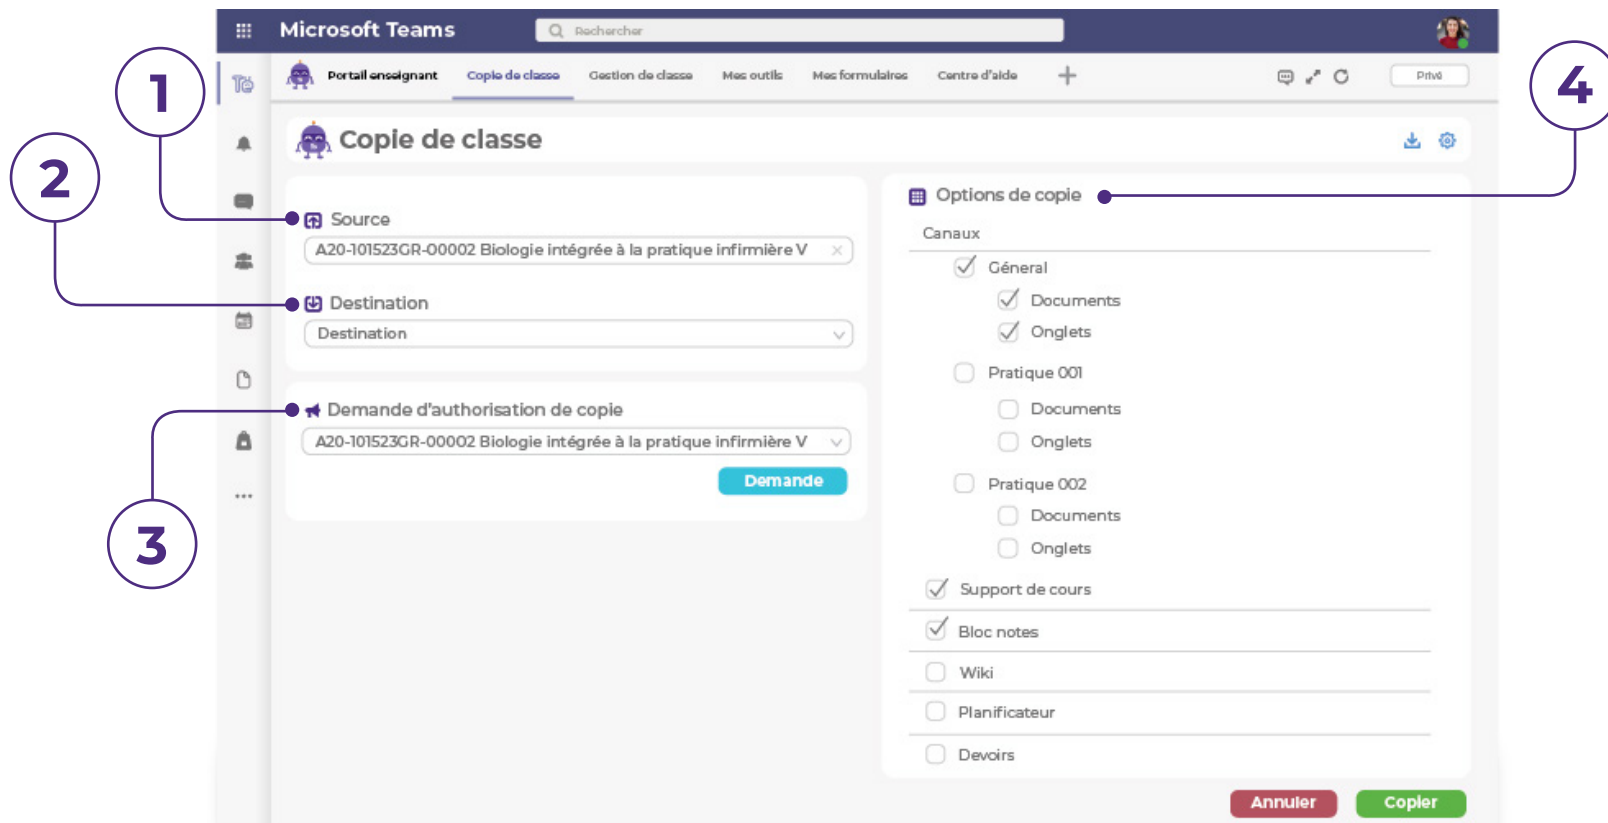 Microsoft Teams
Rechercher
Portail enseignant Copie de classe Gestion de classe Mes outils Mes formulaires Centre d'aide
Privé
1
2
3
4
Copie de classe
Source
A20-101523GR-00002 Biologie intégrée à la pratique infirmière V
Destination
Destination
Demande d'authorisation de copie
A20-101523GR-00002 Biologie intégrée à la pratique infirmière V
Demande
Options de copie
Canaux
Géneral
Documents
Onglets
Pratique 001
Documents
Onglets
Pratique 002
Documents
Onglets
Support de cours
Bloc notes
Wiki
Planificateur
Devoirs
Annuler Copier